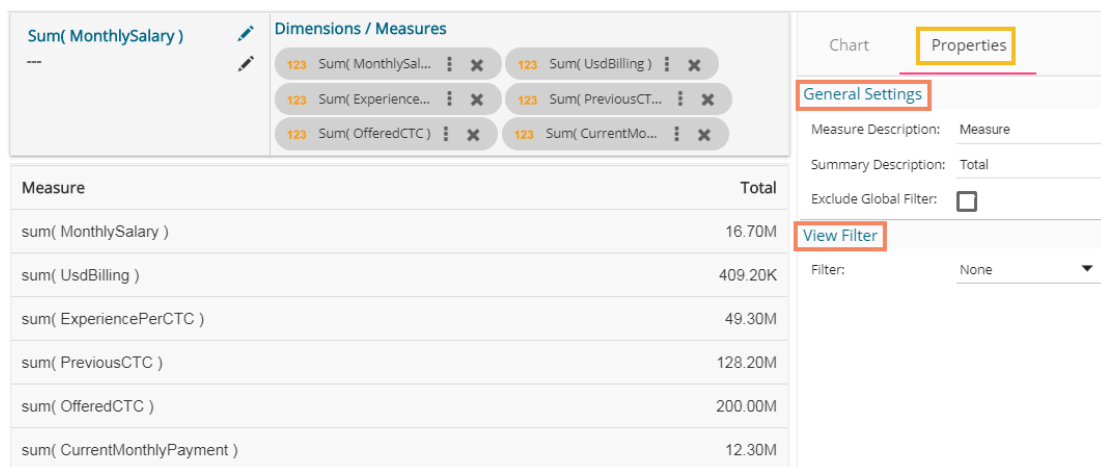 Sum( MonthlySalary )
---
Dimensions / Measures
123 Sum( MonthlySal...
123 Sum( UsdBilling )
123 Sum( Experience...
123 Sum( PreviousCT...
123 Sum( OfferedCTC )
123 Sum( CurrentMo...
Measure Total
sum( MonthlySalary ) 16.70M
sum( UsdBilling ) 409.20K
sum( ExperiencePerCTC ) 49.30M
sum( PreviousCTC ) 128.20M
sum( OfferedCTC ) 200.00M
sum( CurrentMonthlyPayment ) 12.30M
Chart Properties
General Settings
Measure Description: Measure
Summary Description: Total
Exclude Global Filter:
View Filter
Filter: None